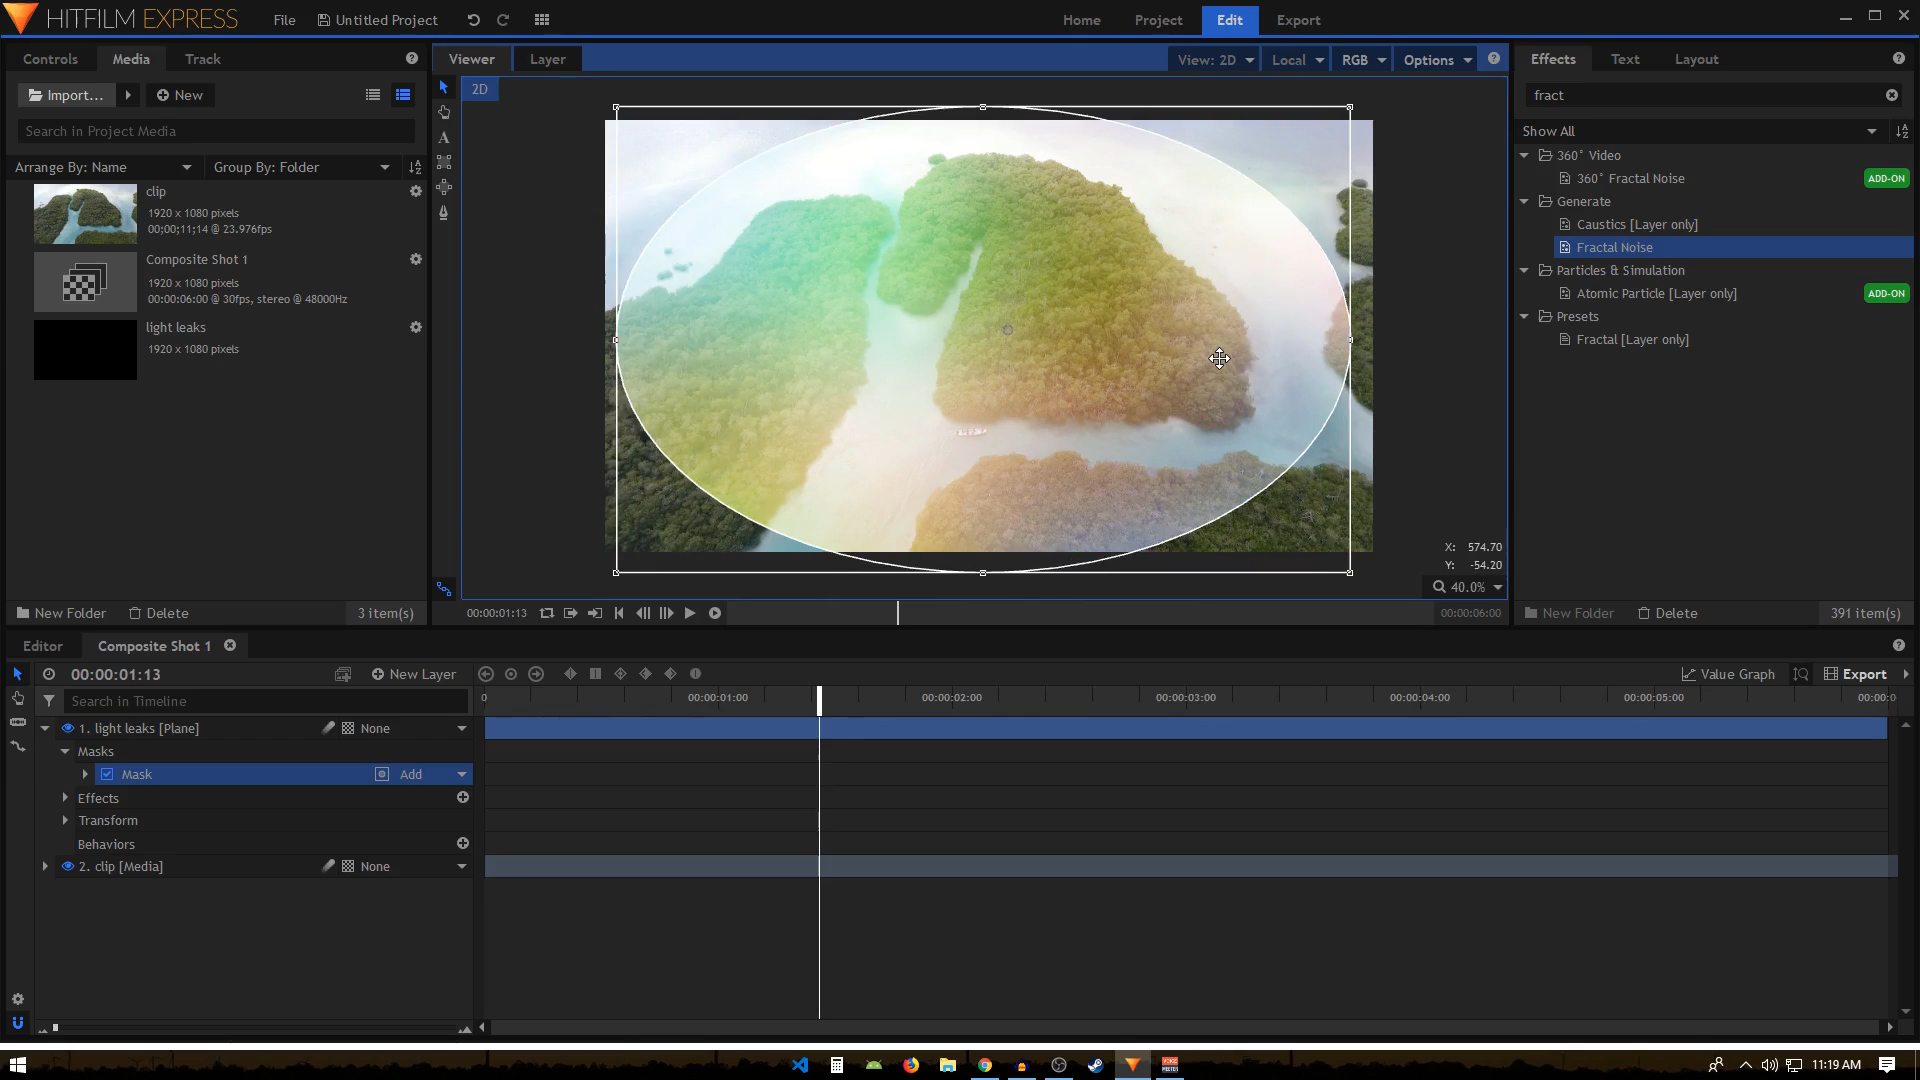 HITFILM EXPRESS
File
Untitled Project
Home
Project
Edit
Export
Controls
Media
Track
Viewer
Layer
View: 2D
Local
RGB
Options
Effects
Text
Layout
Import...
New
2D
fract
Search in Project Media
Show All
Arrange By: Name
Group By: Folder
clip
1920 x 1080 pixels
00;00;11;14 @ 23.976fps
Composite Shot 1
1920 x 1080 pixels
00:00:06:00 @ 30fps, stereo @ 48000Hz
light leaks
1920 x 1080 pixels
360° Video
360° Fractal Noise
ADD-ON
Generate
Caustics [Layer only]
Fractal Noise
Particles & Simulation
Atomic Particle [Layer only]
ADD-ON
Presets
Fractal [Layer only]
X: 574.70
Y: -54.20
40.0%
New Folder
Delete
3 item(s)
00:00:01:13
00:00:06:00
New Folder
Delete
391 item(s)
Editor
Composite Shot 1
00:00:01:13
New Layer
Value Graph
Export
Search in Timeline
0
00:00:01:00
00:00:02:00
00:00:03:00
00:00:04:00
00:00:05:00
00:00:0
1. light leaks [Plane]
None
Masks
Mask
Add
Effects
Transform
Behaviors
2. clip [Media]
None
11:19 AM